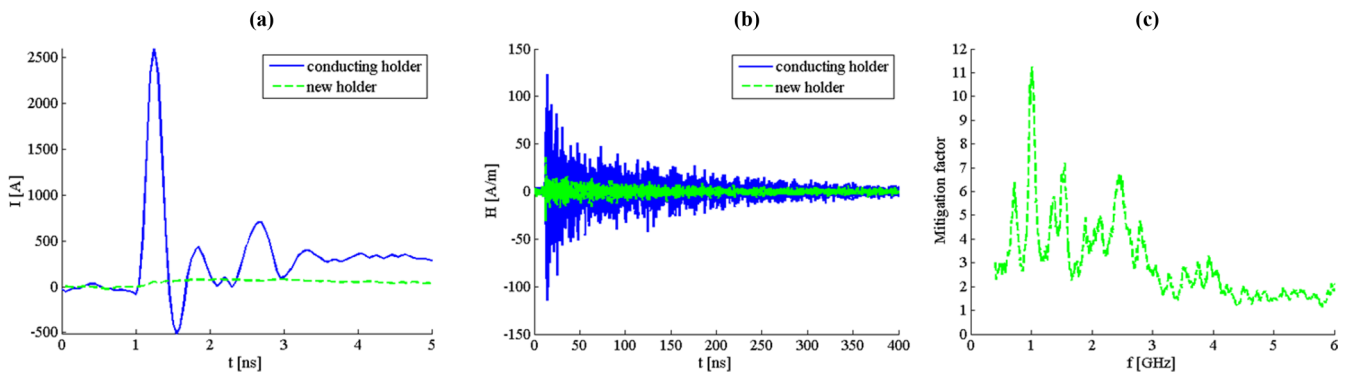 (a)
I [A]
2500
2000
1500
1000
500
0
-500
0 1 2 3 4 5
t [ns]
conducting holder
new holder
(b)
H [A/m]
150
100
50
0
-50
-100
-150
0 50 100 150 200 250 300 350 400
t [ns]
conducting holder
new holder
(c)
Mitigation factor
12
11
10
9
8
7
6
5
4
3
2
1
0
0 1 2 3 4 5 6
f [GHz]